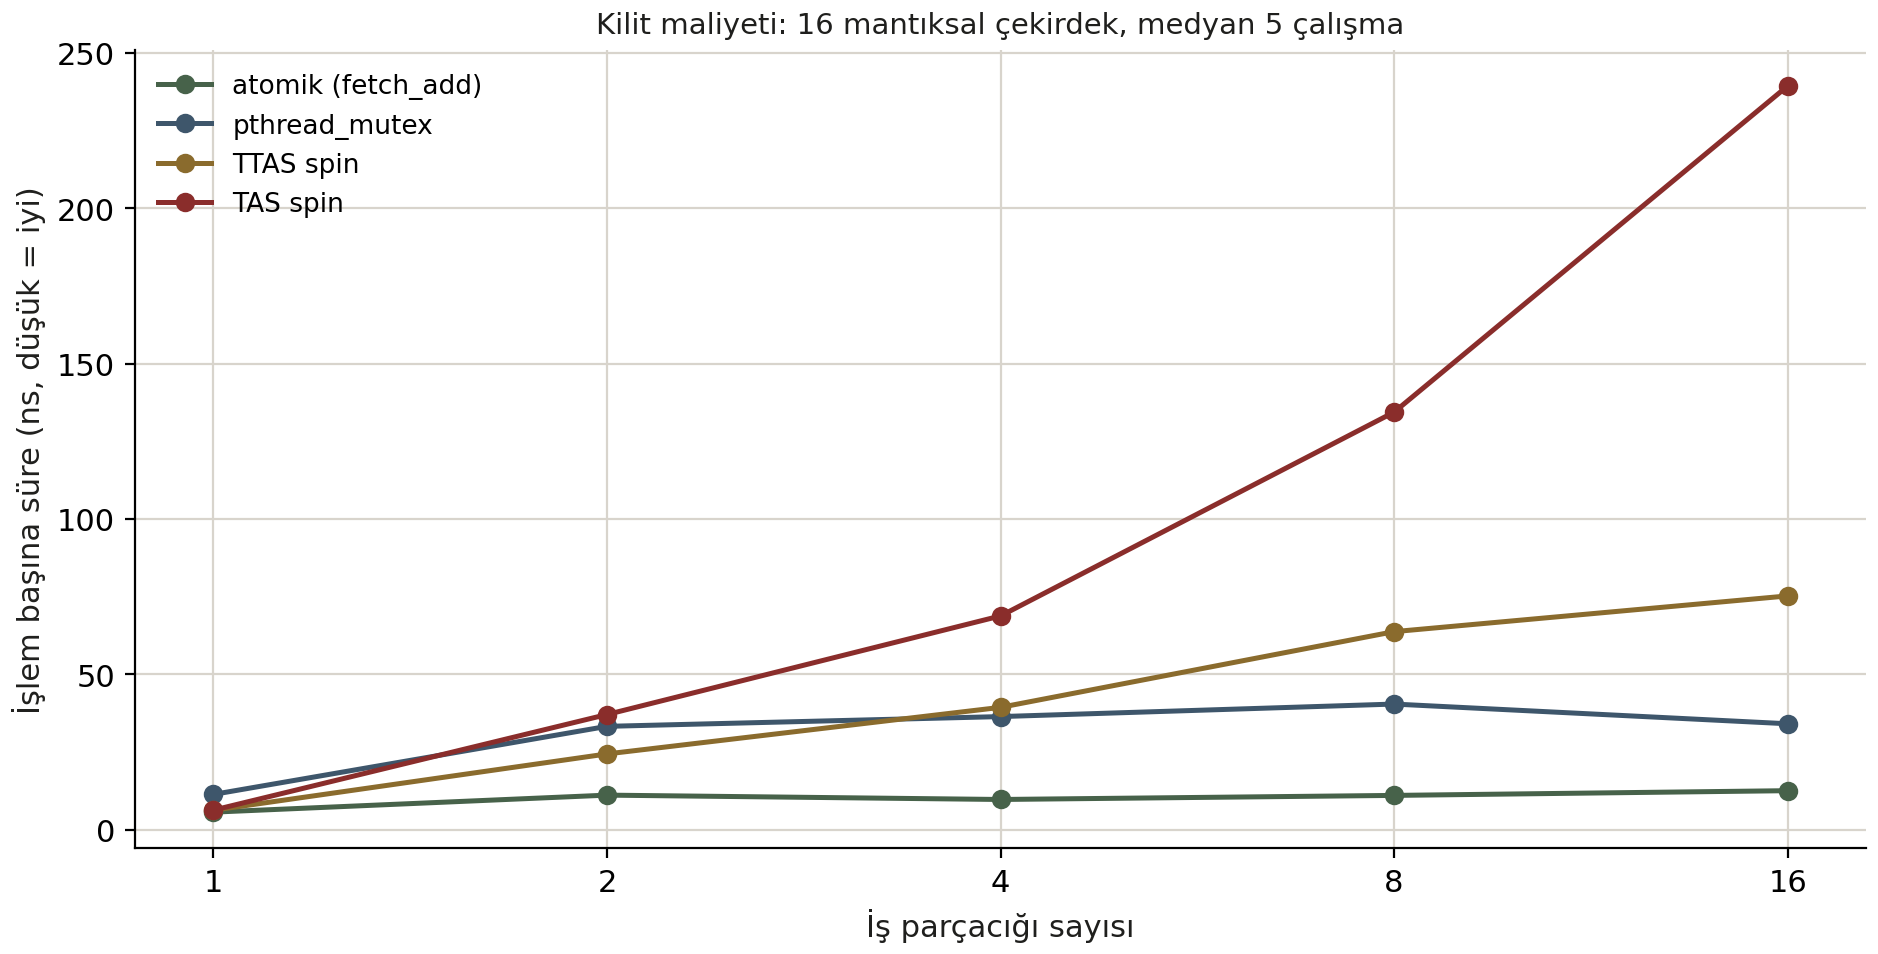 Kilit maliyeti: 16 mantıksal çekirdek, medyan 5 çalışma
250
200
150
100
50
0
İşlem başına süre (ns, düşük = iyi)
atomik (fetch_add)
pthread_mutex
TTAS spin
TAS spin
1
2
4
8
16
İş parçacığı sayısı